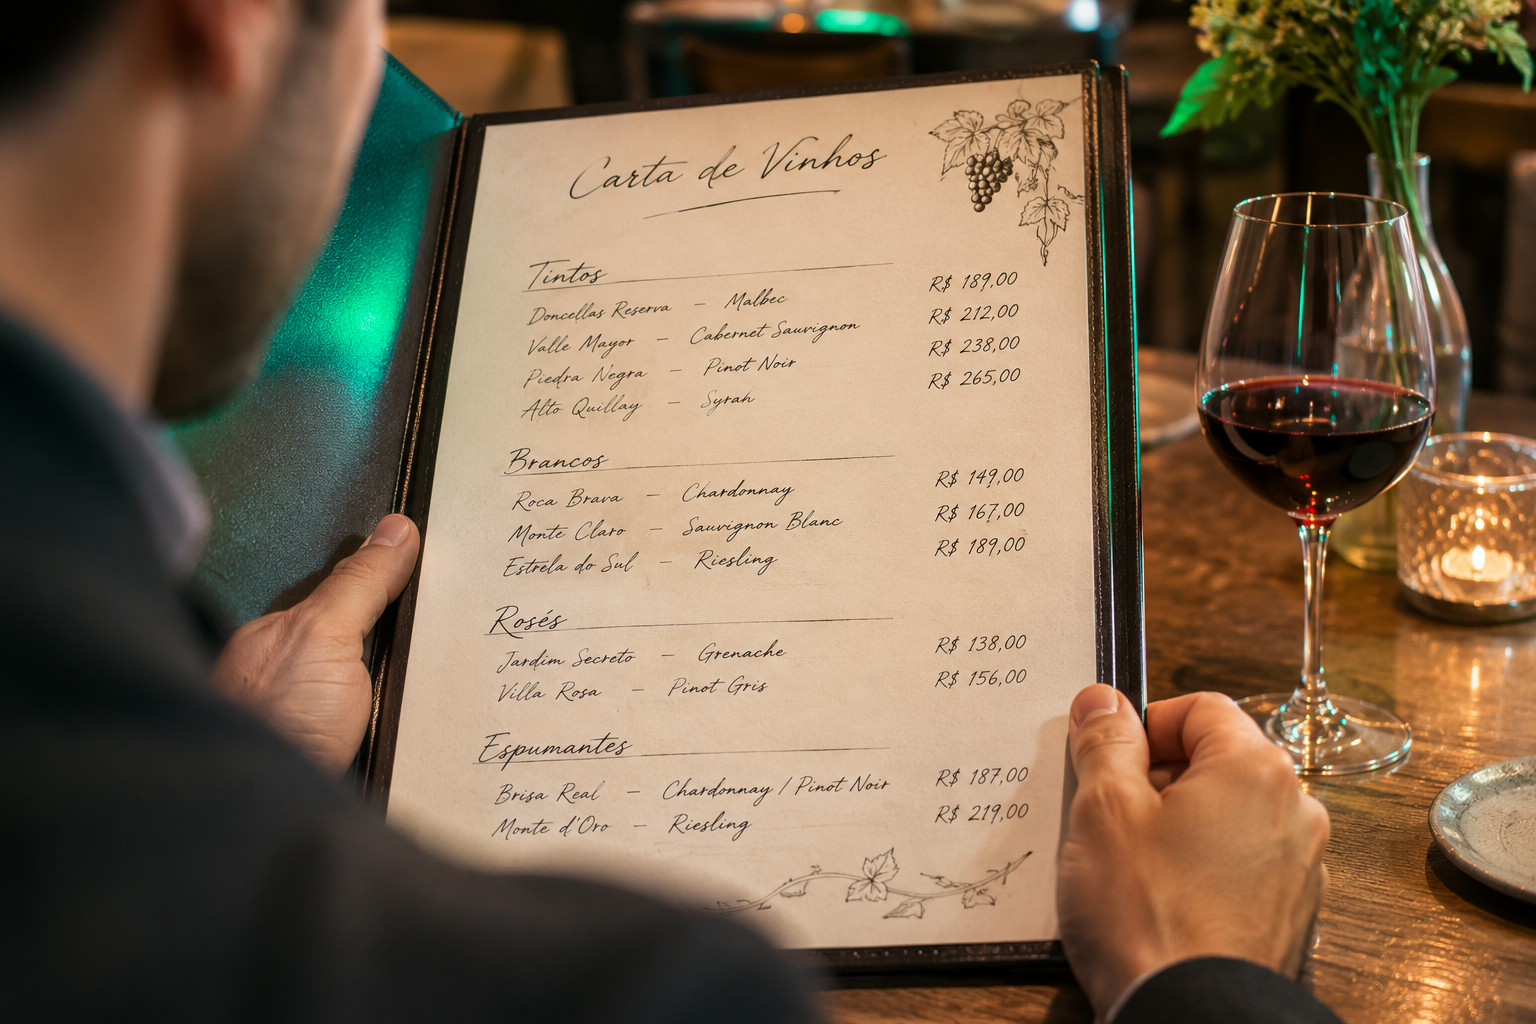 Carta de Vinhos
Tintos
Doncellas Reserva — Malbec R$ 189,00
Valle Mayor — Cabernet Sauvignon R$ 212,00
Piedra Negra — Pinot Noir R$ 238,00
Alto Quillay — Syrah R$ 265,00
Brancos
Roca Brava — Chardonnay R$ 149,00
Monte Claro — Sauvignon Blanc R$ 167,00
Estrela do Sul — Riesling R$ 189,00
Rosés
Jardim Secreto — Grenache R$ 138,00
Villa Rosa — Pinot Gris R$ 156,00
Espumantes
Brisa Real — Chardonnay / Pinot Noir R$ 187,00
Monte d'Oro — Riesling R$ 219,00